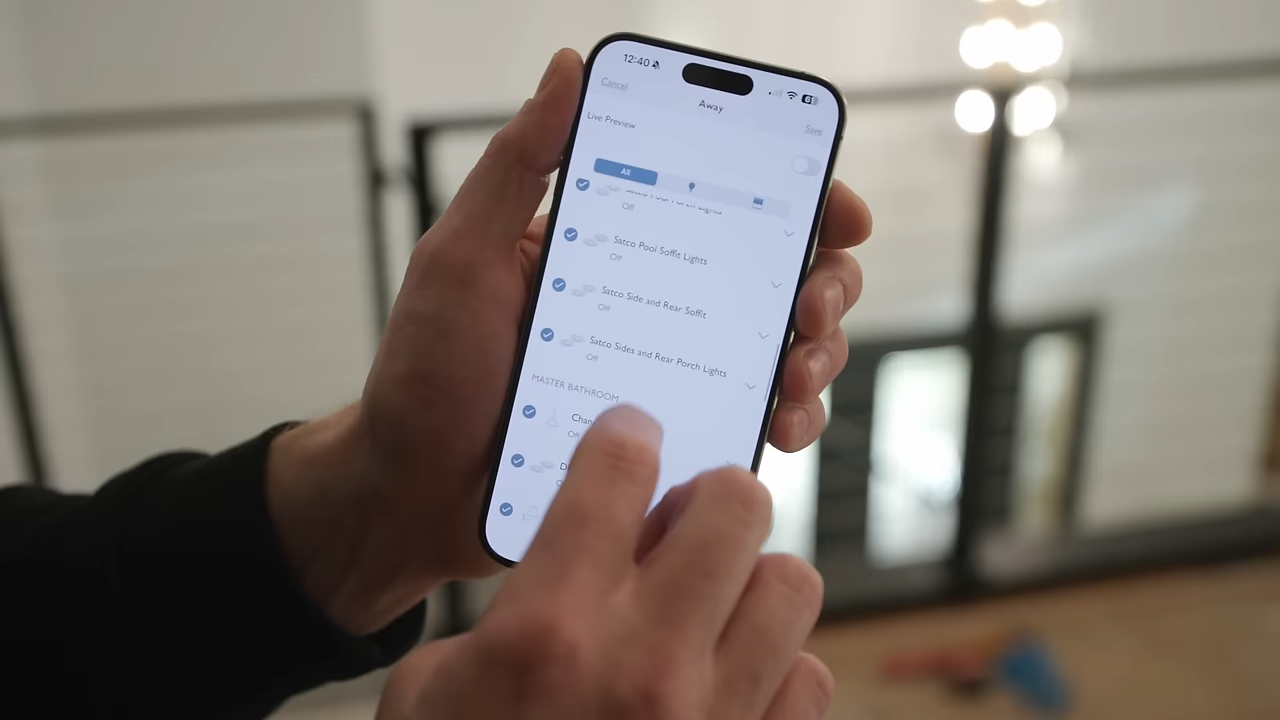 12:40
Cancel
Away
Save
Live Preview
All
Off
Satco Pool Soffit Lights
Off
Satco Side and Rear Soffit
Off
Satco Sides and Rear Porch Lights
Off
MASTER BATHROOM